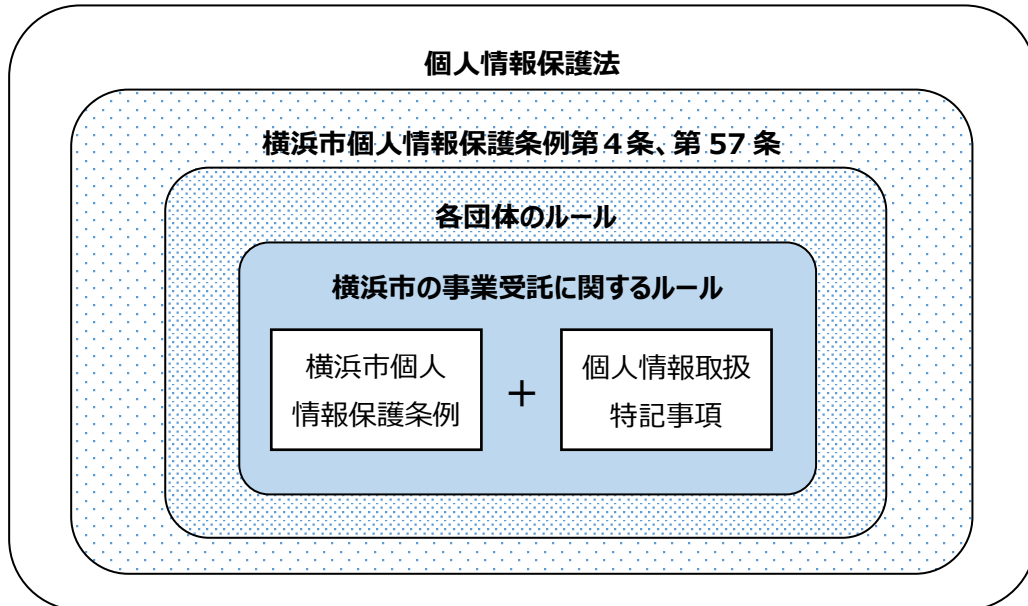 個人情報保護法
横浜市個人情報保護条例第４条、第 57 条
各団体のルール
横浜市の事業受託に関するルール
横浜市個人
情報保護条例
＋
個人情報取扱
特記事項